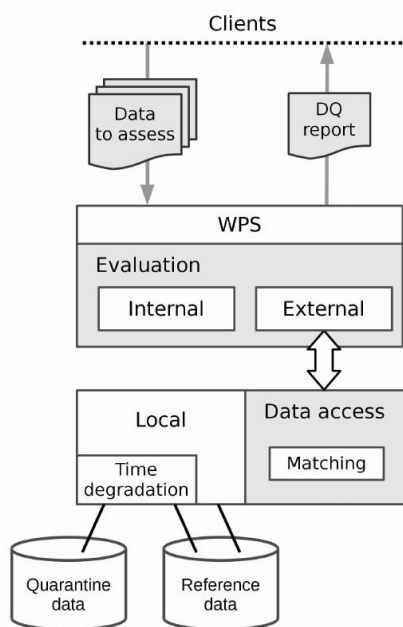 Clients
Data
to assess
DQ
report
WPS
Evaluation
Internal
External
Local
Data access
Time
degradation
Matching
Quarantine
data
Reference
data